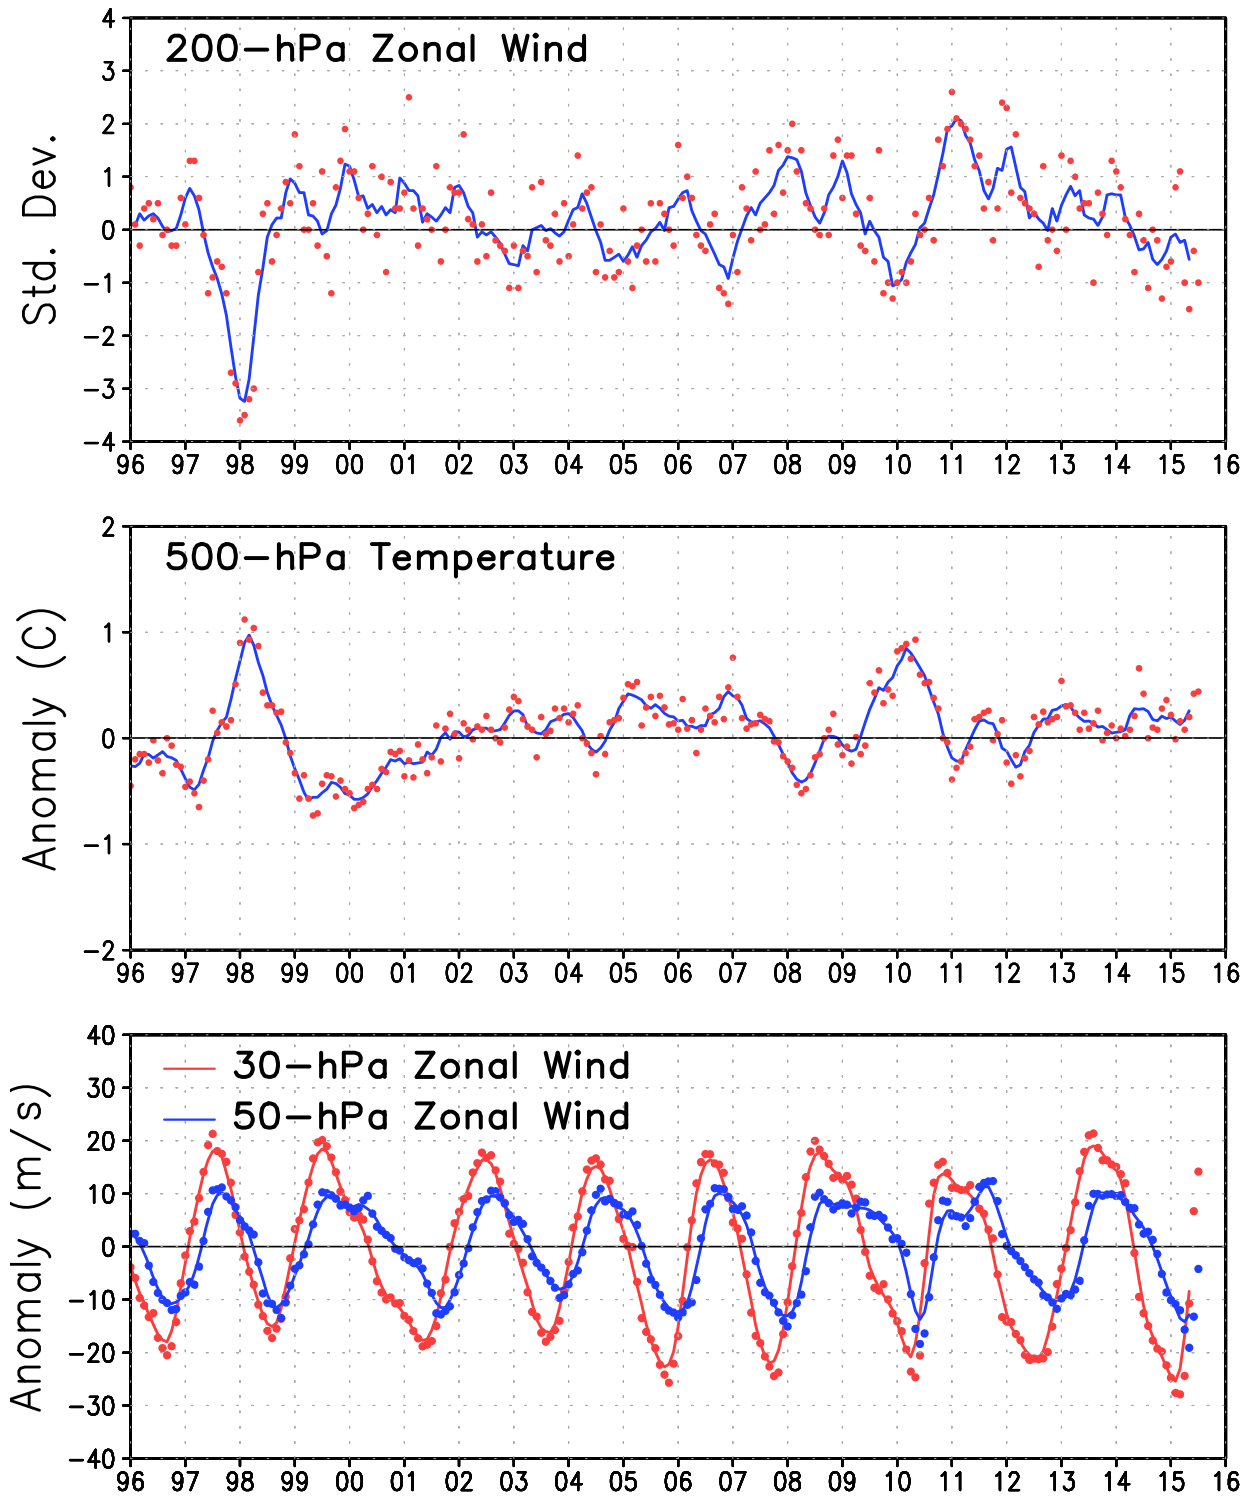 200-hPa Zonal Wind
Std. Dev.
4
3
2
1
0
-1
-2
-3
-4
96 97 98 99 00 01 02 03 04 05 06 07 08 09 10 11 12 13 14 15 16
500-hPa Temperature
Anomaly (C)
2
1
0
-1
-2
96 97 98 99 00 01 02 03 04 05 06 07 08 09 10 11 12 13 14 15 16
30-hPa Zonal Wind
50-hPa Zonal Wind
Anomaly (m/s)
40
30
20
10
0
-10
-20
-30
-40
96 97 98 99 00 01 02 03 04 05 06 07 08 09 10 11 12 13 14 15 16